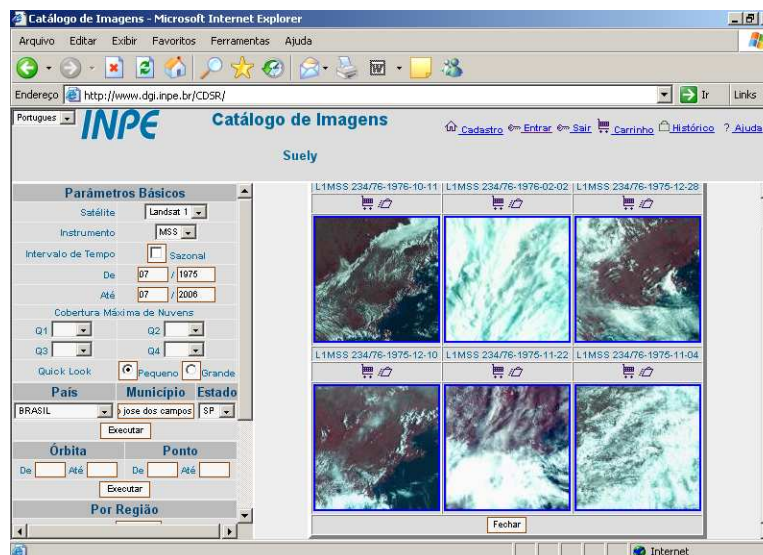 Catálogo de Imagens - Microsoft Internet Explorer
Arquivo Editar Exibir Favoritos Ferramentas Ajuda
Endereço http://www.dgi.inpe.br/CDSR/ Ir Links
Portugues INPE Catálogo de Imagens Cadastro Entrar Sair Carrinho Histórico ? Ajuda
Suely
Parámetros Básicos
Satélite Landsat 1
Instrumento MSS
Intervalo de Tempo Sazonal
De 07 / 1975
Até 07 / 2006
Cobertura Máxima de Nuvens
Q1 Q2
Q3 Q4
Quick Look Pequeno Grande
País Município Estado
BRASIL jose dos campos SP
Executar
Órbita Ponto
De Até De Até
Executar
Por Região
L1MSS 234/76-1976-10-11 L1MSS 234/76-1976-02-02 L1MSS 234/76-1975-12-28
L1MSS 234/76-1975-12-10 L1MSS 234/76-1975-11-22 L1MSS 234/76-1975-11-04
Fechar
Internet